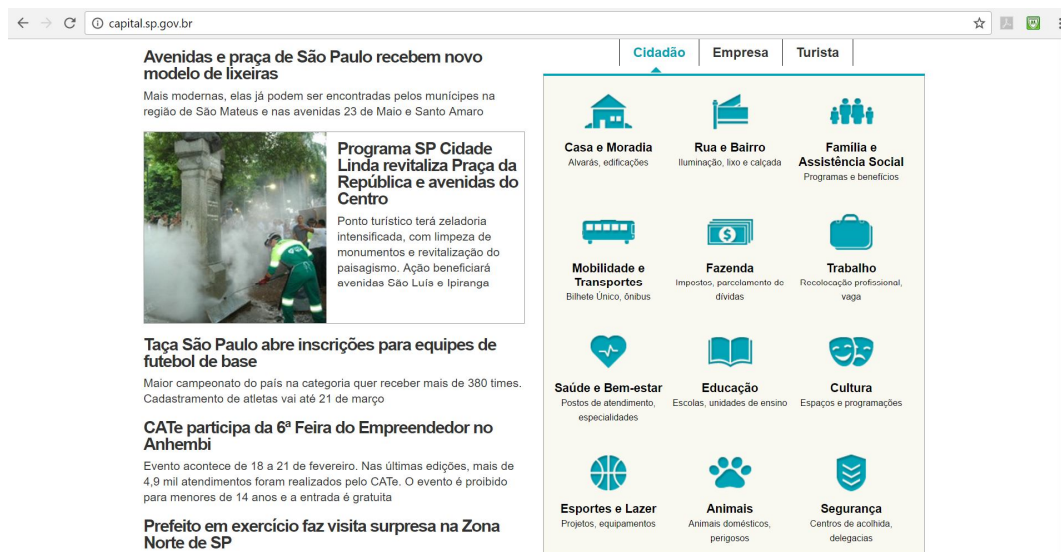 capital.sp.gov.br
Avenidas e praça de São Paulo recebem novo
modelo de lixeiras
Mais modernas, elas já podem ser encontradas pelos munícipes na
região de São Mateus e nas avenidas 23 de Maio e Santo Amaro
Programa SP Cidade
Linda revitaliza Praça da
República e avenidas do
Centro
Ponto turístico terá zeladoria
intensificada, com limpeza de
monumentos e revitalização do
paisagismo. Ação beneficiará
avenidas São Luís e Ipiranga
Taça São Paulo abre inscrições para equipes de
futebol de base
Maior campeonato do país na categoria quer receber mais de 380 times.
Cadastramento de atletas vai até 21 de março
CATe participa da 6ª Feira do Empreendedor no
Anhembi
Evento acontece de 18 a 21 de fevereiro. Nas últimas edições, mais de
4,9 mil atendimentos foram realizados pelo CATe. O evento é proibido
para menores de 14 anos e a entrada é gratuita
Prefeito em exercício faz visita surpresa na Zona
Norte de SP
Cidadão Empresa Turista
Casa e Moradia
Alvarás, edificações
Rua e Bairro
Iluminação, lixo e calçada
Família e
Assistência Social
Programas e benefícios
Mobilidade e
Transportes
Bilhete Único, ônibus
Fazenda
Impostos, parcelamento de
dívidas
Trabalho
Recolocação profissional,
vaga
Saúde e Bem-estar
Postos de atendimento,
especialidades
Educação
Escolas, unidades de ensino
Cultura
Espaços e programações
Esportes e Lazer
Projetos, equipamentos
Animais
Animais domésticos,
perigosos
Segurança
Centros de acolhida,
delegacias